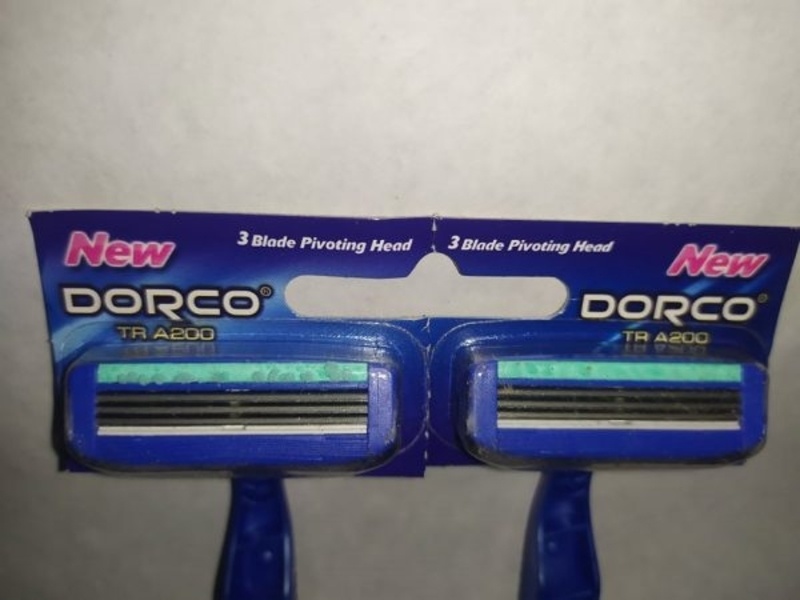 New
3 Blade Pivoting Head
DORCO®
TR A200
3 Blade Pivoting Head
New
DORCO®
TR A200